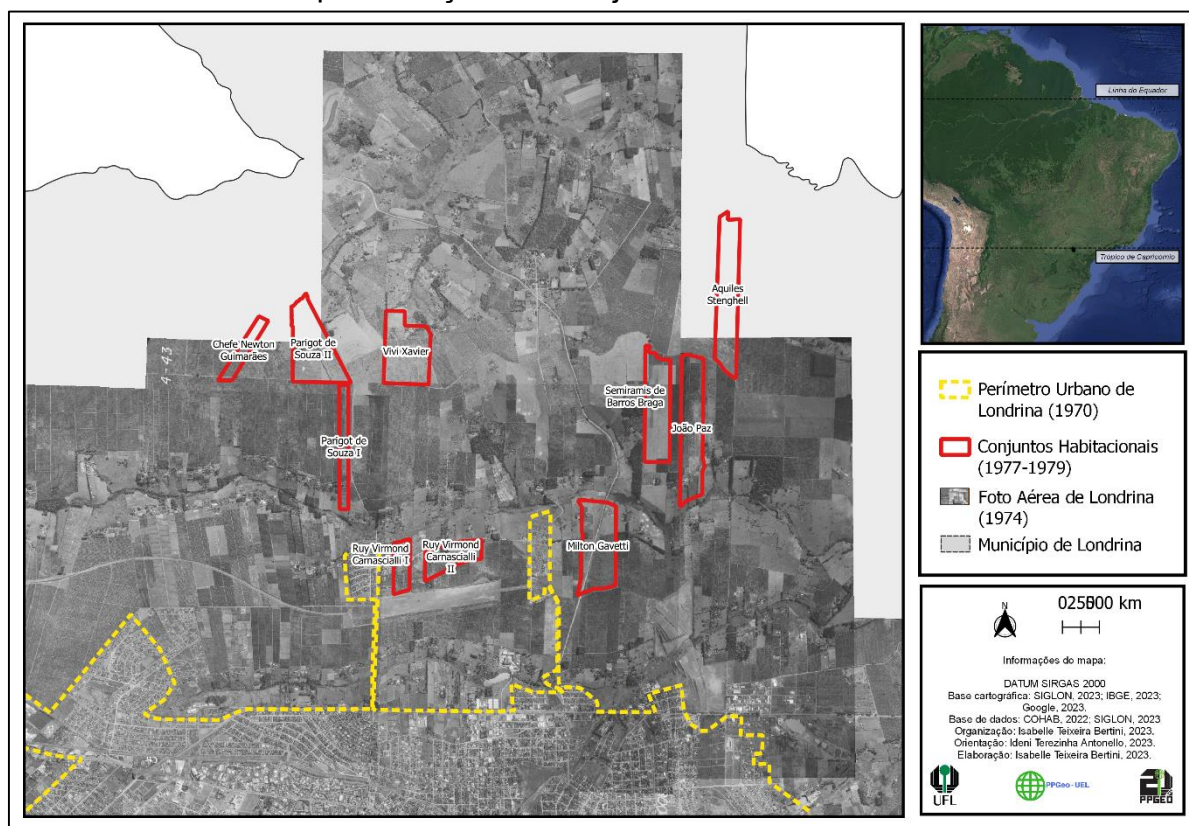 Linha do Equador
Trópico de Capricornio
Aquiles
Stenghell
Chefe Newton
Guimarães
Parigot de
Souza II
Vivi Xavier
Semiramis de
Barros Braga
João Paz
Parigot de
Souza I
Ruy Virmond
Carnascialli I
Ruy Virmond
Carnascialli
II
Milton Gavetti
A-43
Perímetro Urbano de
Londrina (1970)
Conjuntos Habitacionais
(1977-1979)
Foto Aérea de Londrina
(1974)
Município de Londrina
N
km
Informações do mapa:
DATUM SIRGAS 2000
Base cartográfica: SIGLON, 2023; IBGE, 2023;
Google, 2023.
Base de dados: COHAB, 2022; SIGLON, 2023
Organização: Isabelle Teixeira Bertini, 2023.
Orientação: Ideni Terezinha Antonello, 2023.
Elaboração: Isabelle Teixeira Bertini, 2023.
UEL
PPGeo-UEL
PPGEO